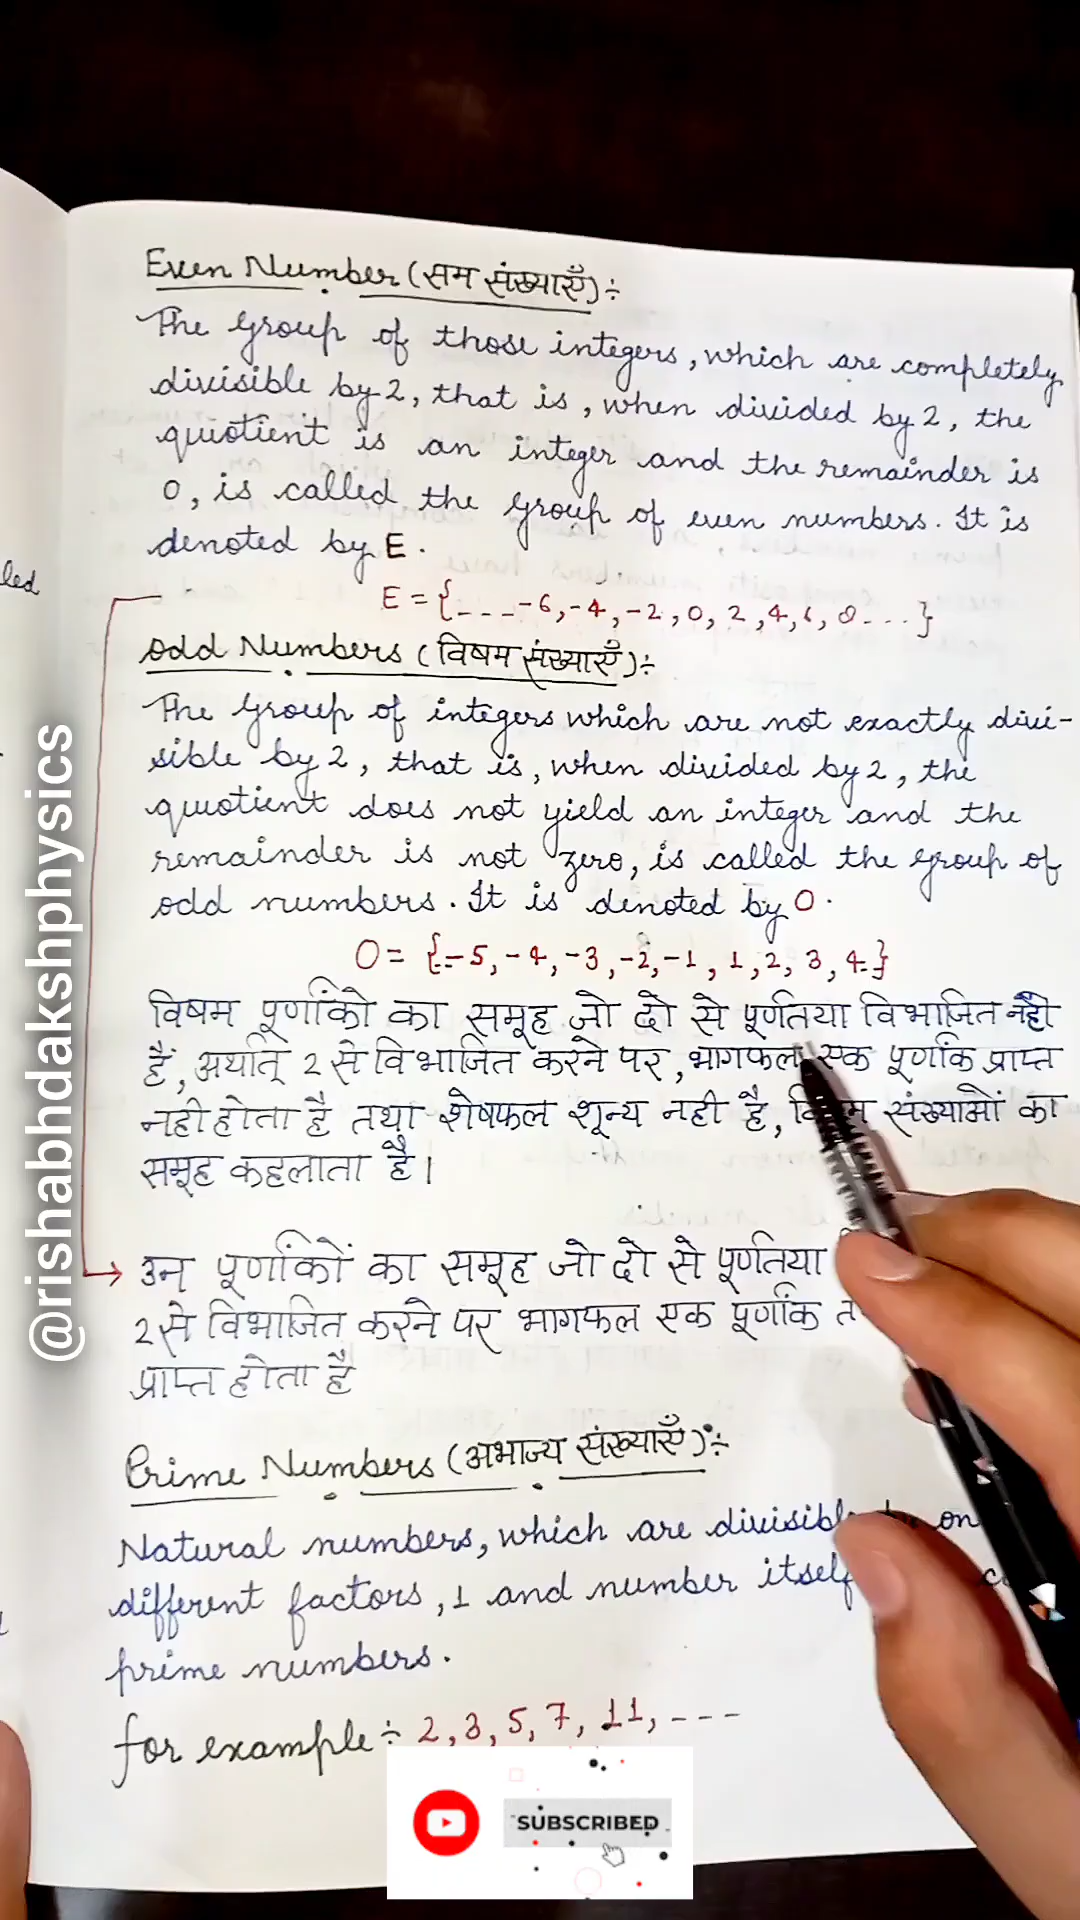 Even Number (सम संख्याएँ) ÷
The group of those integers, which are completely
divisible by 2, that is, when divided by 2, the
quotient is an integer and the remainder is
0, is called the group of even numbers. It is
denoted by E.
led
E = {---- -6, -4, -2, 0, 2, 4, 6, 8 ...}
odd Numbers (विषम संख्याएँ) ÷
The group of integers which are not exactly divi-
sible by 2, that is, when divided by 2, the
quotient does not yield an integer and the
remainder is not zero, is called the group of
odd numbers. It is denoted by O.
O = {--5, -4, -3, -2, -1, 1, 2, 3, 4-}
विषम पूर्णांकों का समूह जो दो से पूर्णतया विभाजित नहीं
हैं, अर्थात् 2 से विभाजित करने पर, भागफल एक पूर्णांक प्राप्त
नही होता है तथा शेषफल शून्य नही है, संख्याओं का
समूह कहलाता है।
उन पूर्णांकों का समूह जो दो से पूर्णतया
2 से विभाजित करने पर भागफल एक पूर्णांक
प्राप्त होता है
Prime Numbers (अभाज्य संख्याएँ) ÷
Natural numbers, which are divisible
different factors, 1 and number itself
prime numbers.
for example ÷ 2, 3, 5, 7, 11, ---
SUBSCRIBED
@rishabhdakshphysics